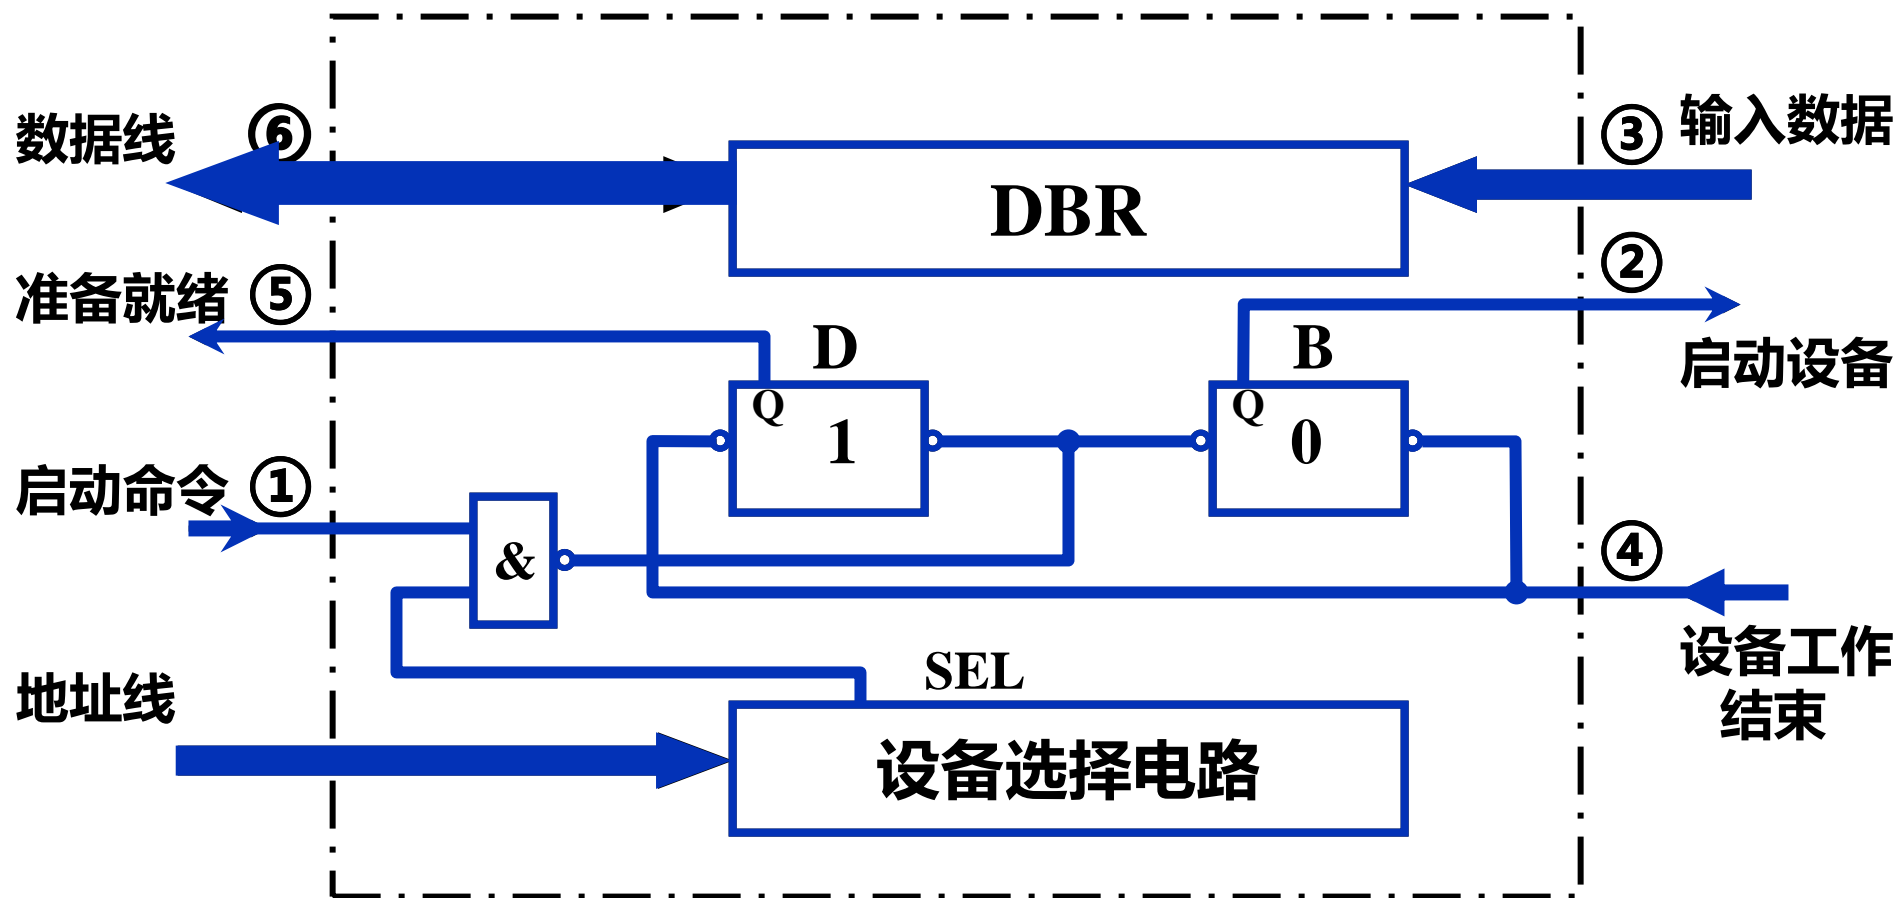 数据线
⑥
③
输入数据
DBR
②
准备就绪
⑤
启动设备
D
B
Q
1
Q
0
启动命令
①
&
④
设备工作
结束
SEL
地址线
设备选择电路